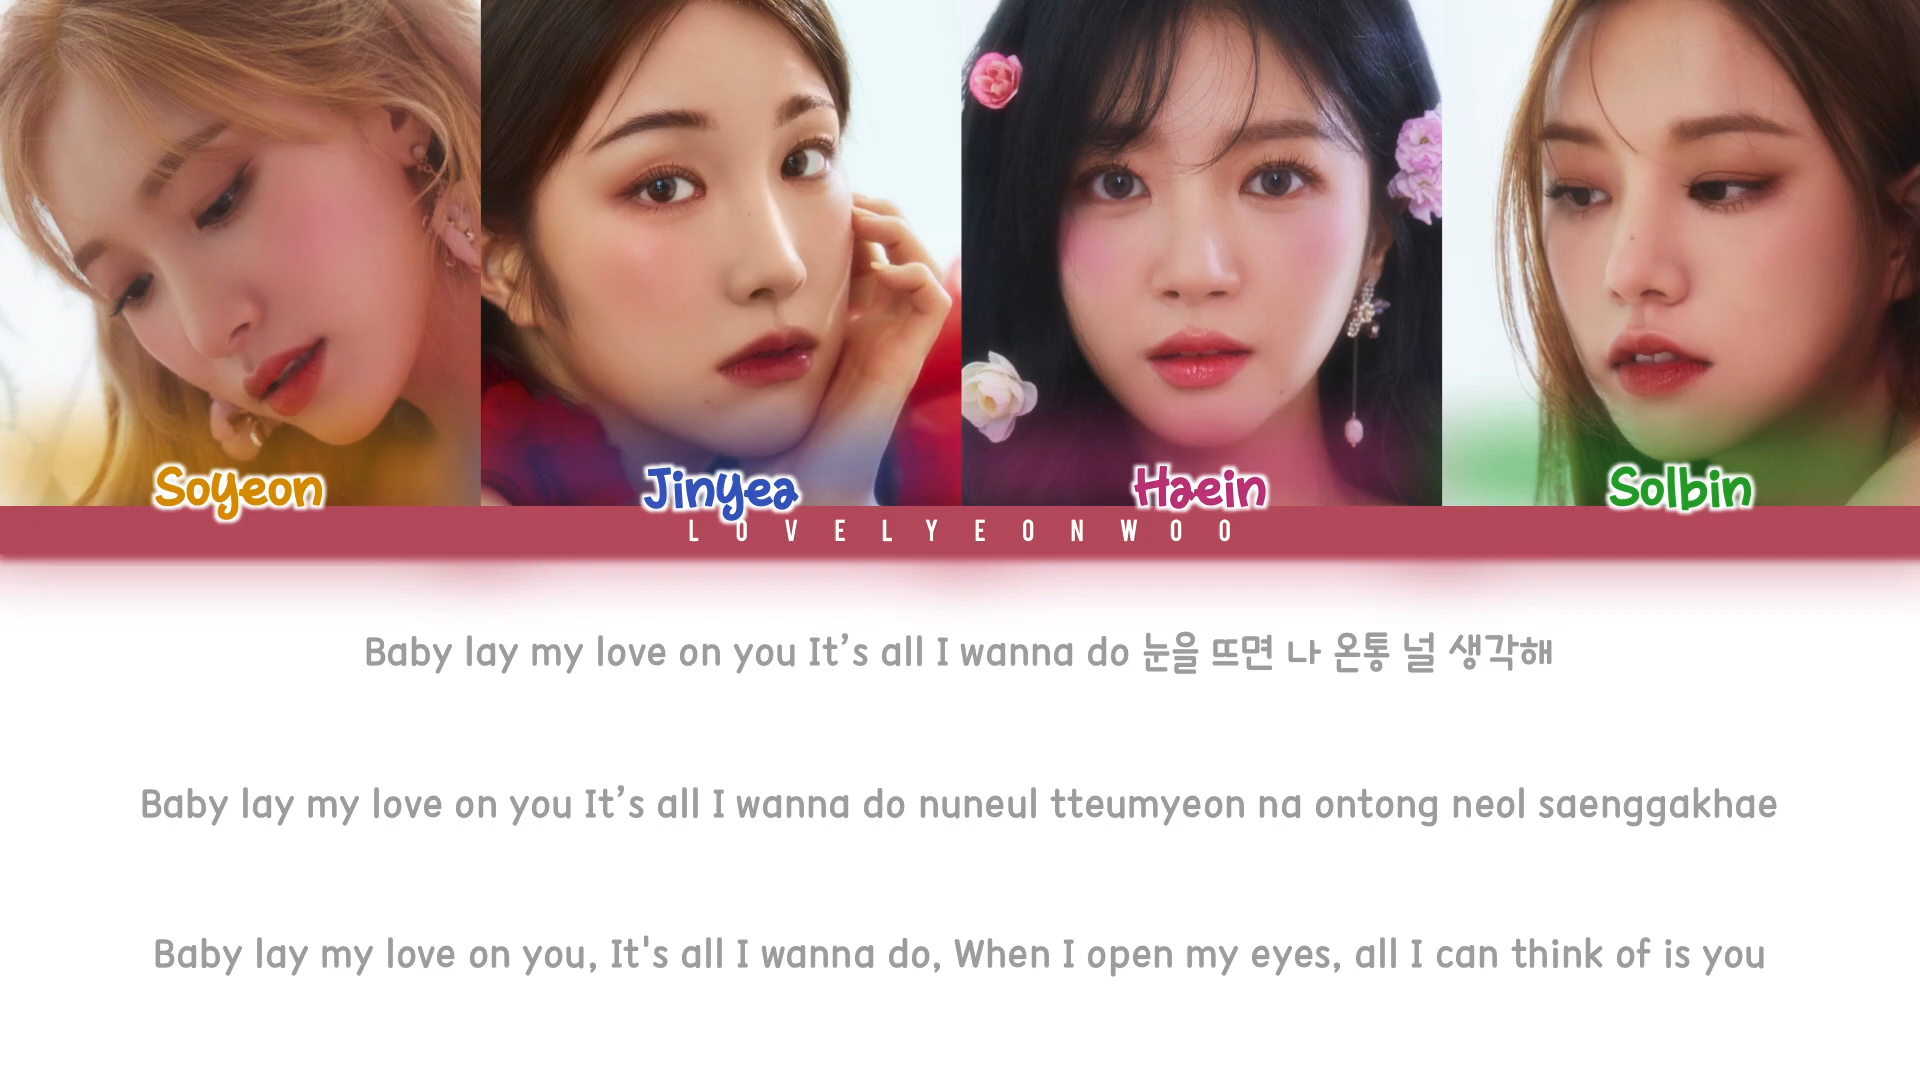 Soyeon Jinyea Haein Solbin
LOVELYEONWOO
Baby lay my love on you It’s all I wanna do 눈을 뜨면 나 온통 널 생각해
Baby lay my love on you It’s all I wanna do nuneul tteumyeon na ontong neol saenggakhae
Baby lay my love on you, It's all I wanna do, When I open my eyes, all I can think of is you